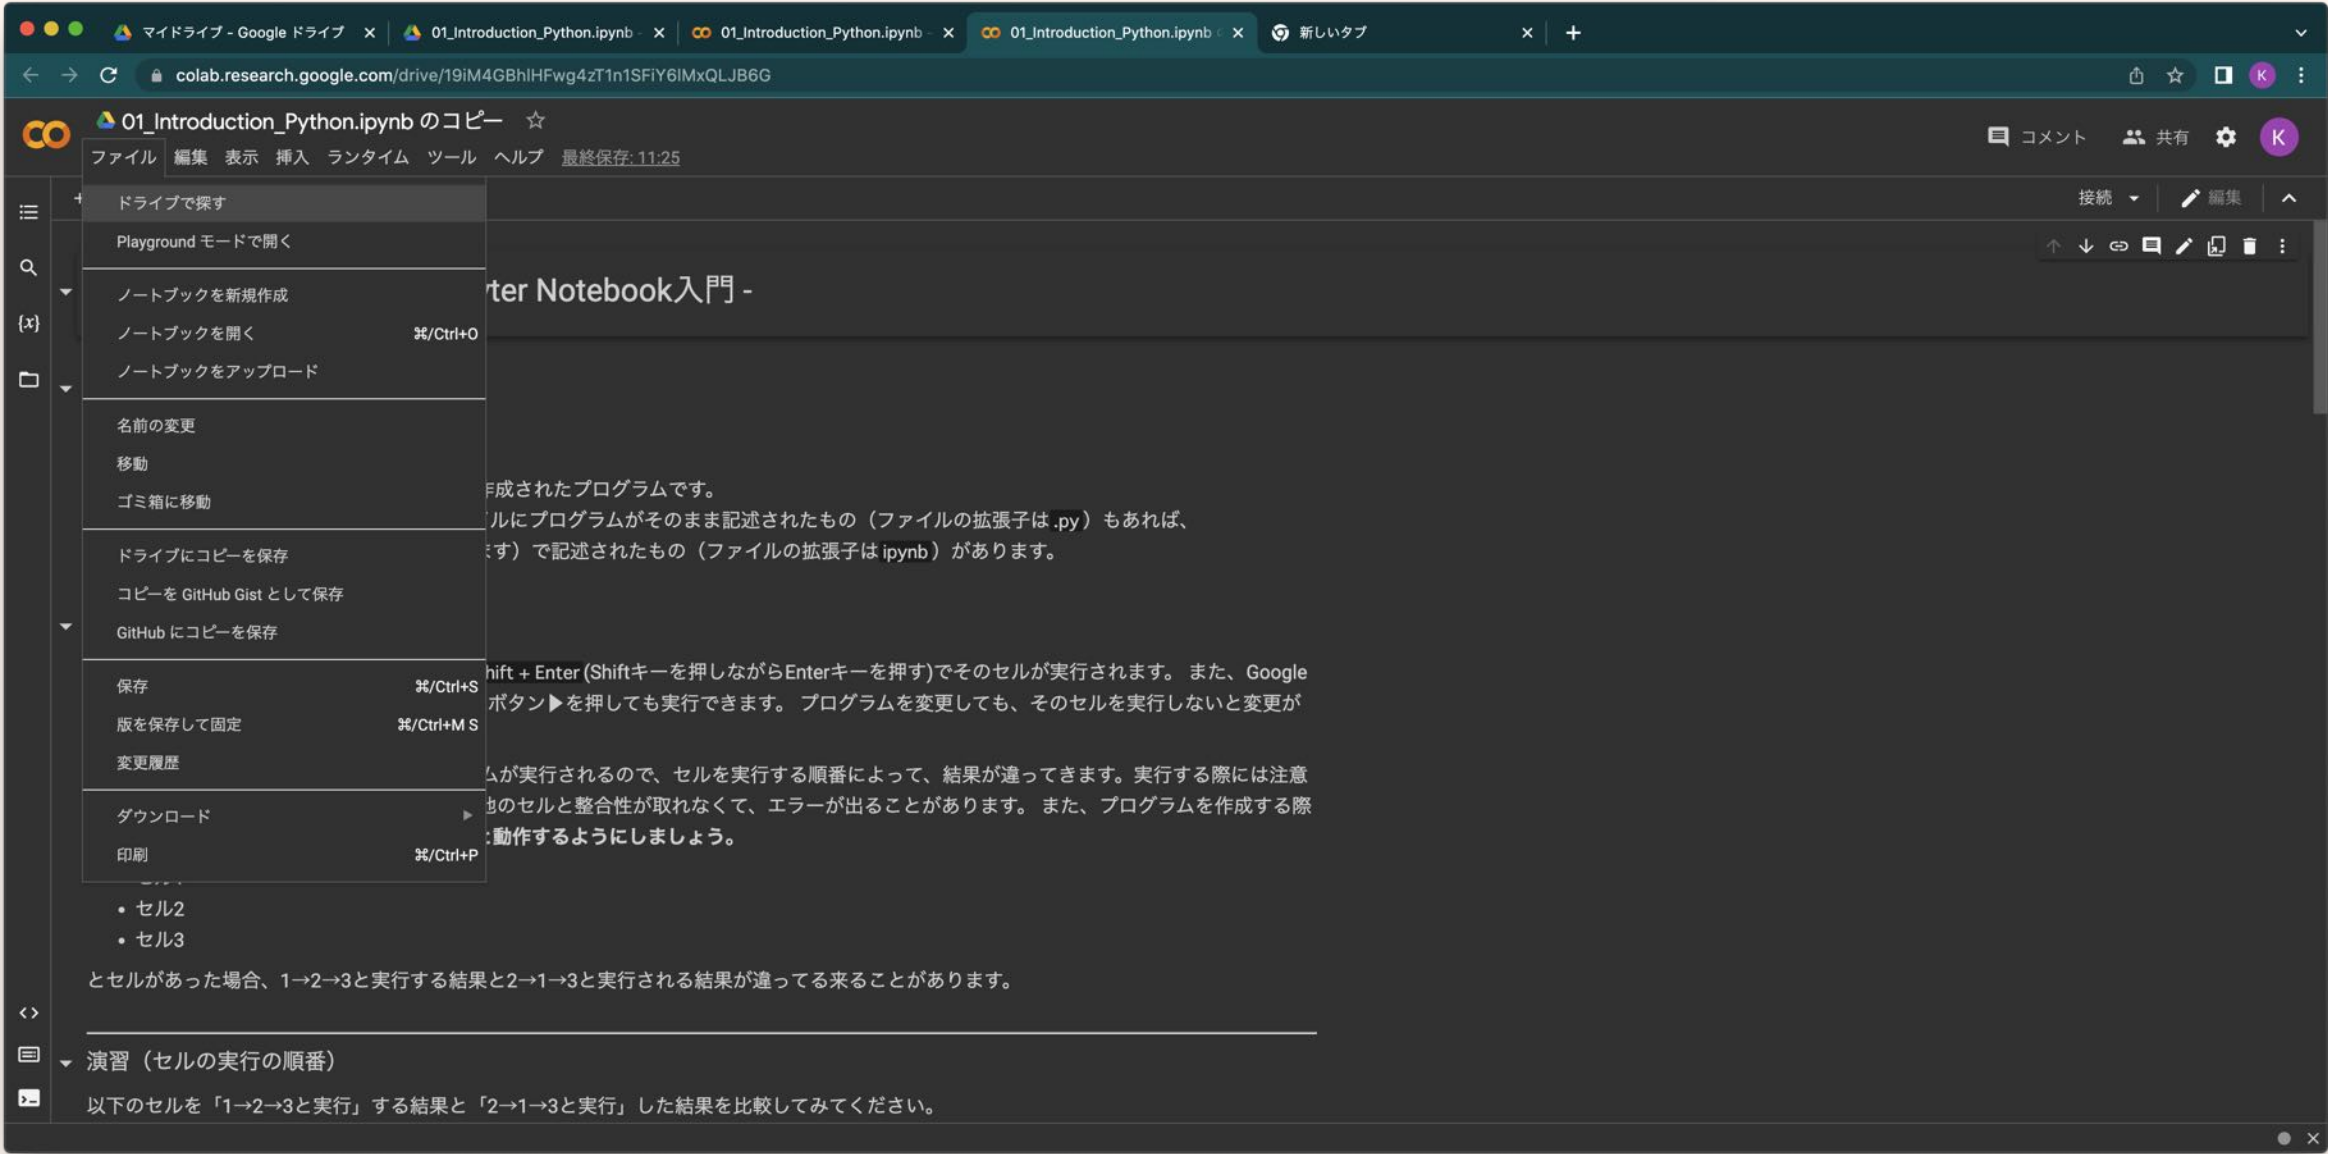 マイドライブ - Google ドライブ
01_Introduction_Python.ipynb -
01_Introduction_Python.ipynb -
01_Introduction_Python.ipynb
新しいタブ
colab.research.google.com/drive/19iM4GBhlHFwg4zT1n1SFiY6lMxQLJB6G
K
01_Introduction_Python.ipynb のコピー
コメント
共有
K
ファイル 編集 表示 挿入 ランタイム ツール ヘルプ 最終保存: 11:25
接続
編集
ドライブで探す
Playground モードで開く
ノートブックを新規作成
ノートブックを開く ⌘/Ctrl+O
ノートブックをアップロード
名前の変更
移動
ゴミ箱に移動
ドライブにコピーを保存
コピーを GitHub Gist として保存
GitHub にコピーを保存
保存 ⌘/Ctrl+S
版を保存して固定 ⌘/Ctrl+M S
変更履歴
ダウンロード
印刷 ⌘/Ctrl+P
{x}
yter Notebook入門 -
成されたプログラムです。
ルにプログラムがそのまま記述されたもの（ファイルの拡張子は.py）もあれば、
す）で記述されたもの（ファイルの拡張子はipynb）があります。
hift + Enter(Shiftキーを押しながらEnterキーを押す)でそのセルが実行されます。 また、Google
ボタン▶を押しても実行できます。 プログラムを変更しても、そのセルを実行しないと変更が
ムが実行されるので、セルを実行する順番によって、結果が違ってきます。実行する際には注意
他のセルと整合性が取れなくて、エラーが出ることがあります。 また、プログラムを作成する際
動作するようにしましょう。
• セル2
• セル3
とセルがあった場合、1→2→3と実行する結果と2→1→3と実行される結果が違ってる来ることがあります。
演習（セルの実行の順番）
以下のセルを「1→2→3と実行」する結果と「2→1→3と実行」した結果を比較してみてください。